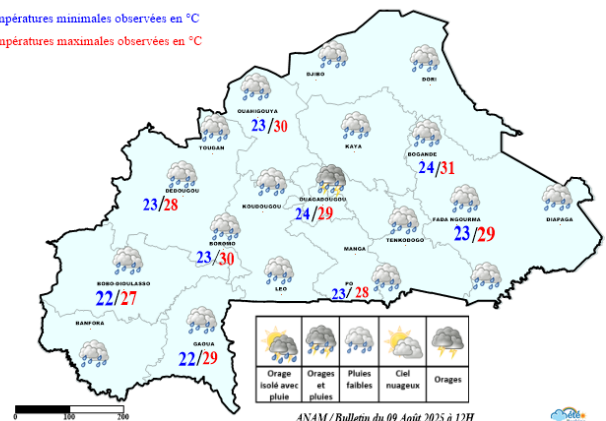 mpératures minimales observées en °C
mpératures maximales observées en °C
DJIBO
DORI
OUAHIGOUYA
23/30
TOUGAN
KAYA
BOGANDE
24/31
DEDOUGOU
23/28
KOUDOUGOU
OUAGADOUGOU
24/29
FADA NGOURMA
23/29
DIAPAGA
BOROMO
23/30
MANGA
TENKODOGO
BOBO-DIOULASSO
22/27
LEO
PO
23/28
BANFORA
GAOUA
22/29
Orage isolé avec pluie
Orages et pluies
Pluies faibles
Ciel nuageux
Orages
0 100 200
ANAM / Bulletin du 09 Août 2025 à 12H